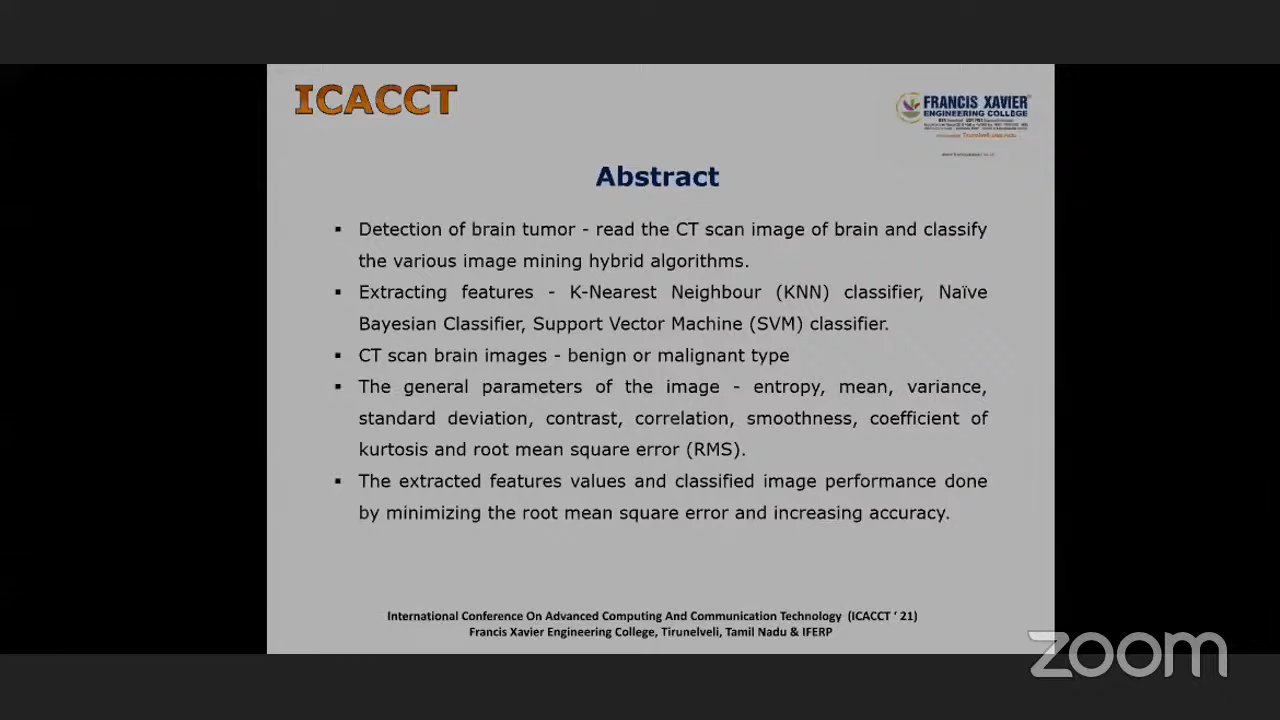 ICACCT
FRANCIS XAVIER
ENGINEERING COLLEGE
Abstract
▪ Detection of brain tumor - read the CT scan image of brain and classify
the various image mining hybrid algorithms.
▪ Extracting features - K-Nearest Neighbour (KNN) classifier, Naïve
Bayesian Classifier, Support Vector Machine (SVM) classifier.
▪ CT scan brain images - benign or malignant type
▪ The general parameters of the image - entropy, mean, variance,
standard deviation, contrast, correlation, smoothness, coefficient of
kurtosis and root mean square error (RMS).
▪ The extracted features values and classified image performance done
by minimizing the root mean square error and increasing accuracy.
International Conference On Advanced Computing And Communication Technology (ICACCT ‘ 21)
Francis Xavier Engineering College, Tirunelveli, Tamil Nadu & IFERP
zoom